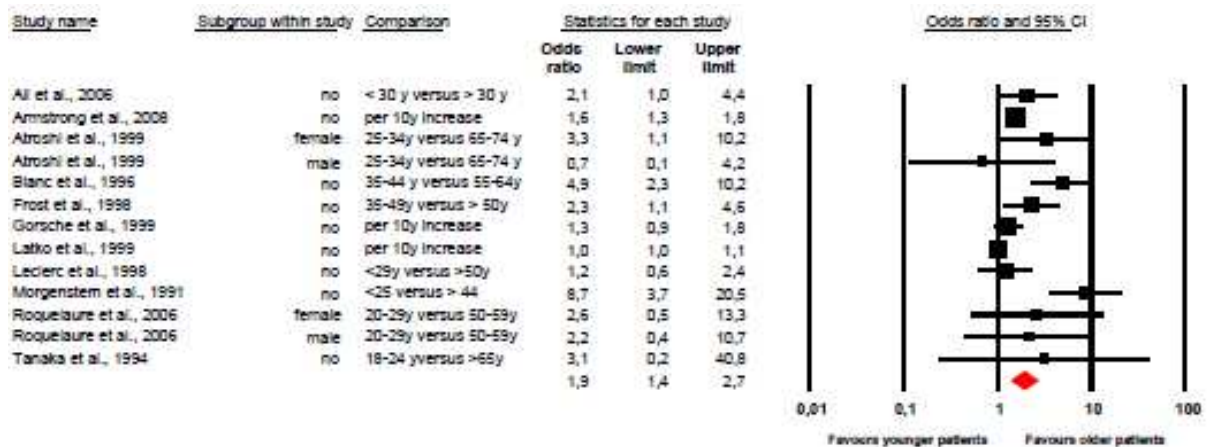 Study name Subgroup within study Comparison Statistics for each study Odds ratio and 95% CI
Odds ratio Lower limit Upper limit
Ali et al., 2006 no < 30 y versus > 30 y 2,1 1,0 4,4
Armstrong et al., 2008 no per 10y increase 1,6 1,3 1,8
Atroshi et al., 1999 female 25-34y versus 65-74 y 3,3 1,1 10,2
Atroshi et al., 1999 male 25-34y versus 65-74 y 0,7 0,1 4,2
Blanc et al., 1996 no 35-44 y versus 55-64y 4,9 2,3 10,2
Frost et al., 1998 no 35-49y versus > 50y 2,3 1,1 4,6
Gorsche et al., 1999 no per 10y increase 1,3 0,9 1,8
Latko et al., 1999 no per 10y increase 1,0 1,0 1,1
Leclerc et al., 1998 no <29y versus >50y 1,2 0,6 2,4
Morgenstern et al., 1991 no <25 versus > 44 8,7 3,7 20,5
Roquelaure et al., 2006 female 20-29y versus 50-59y 2,6 0,5 13,3
Roquelaure et al., 2006 male 20-29y versus 50-59y 2,2 0,4 10,7
Tanaka et al., 1994 no 18-24 yversus >65y 3,1 0,2 40,8
1,9 1,4 2,7
0,01 0,1 1 10 100
Favours younger patients Favours older patients